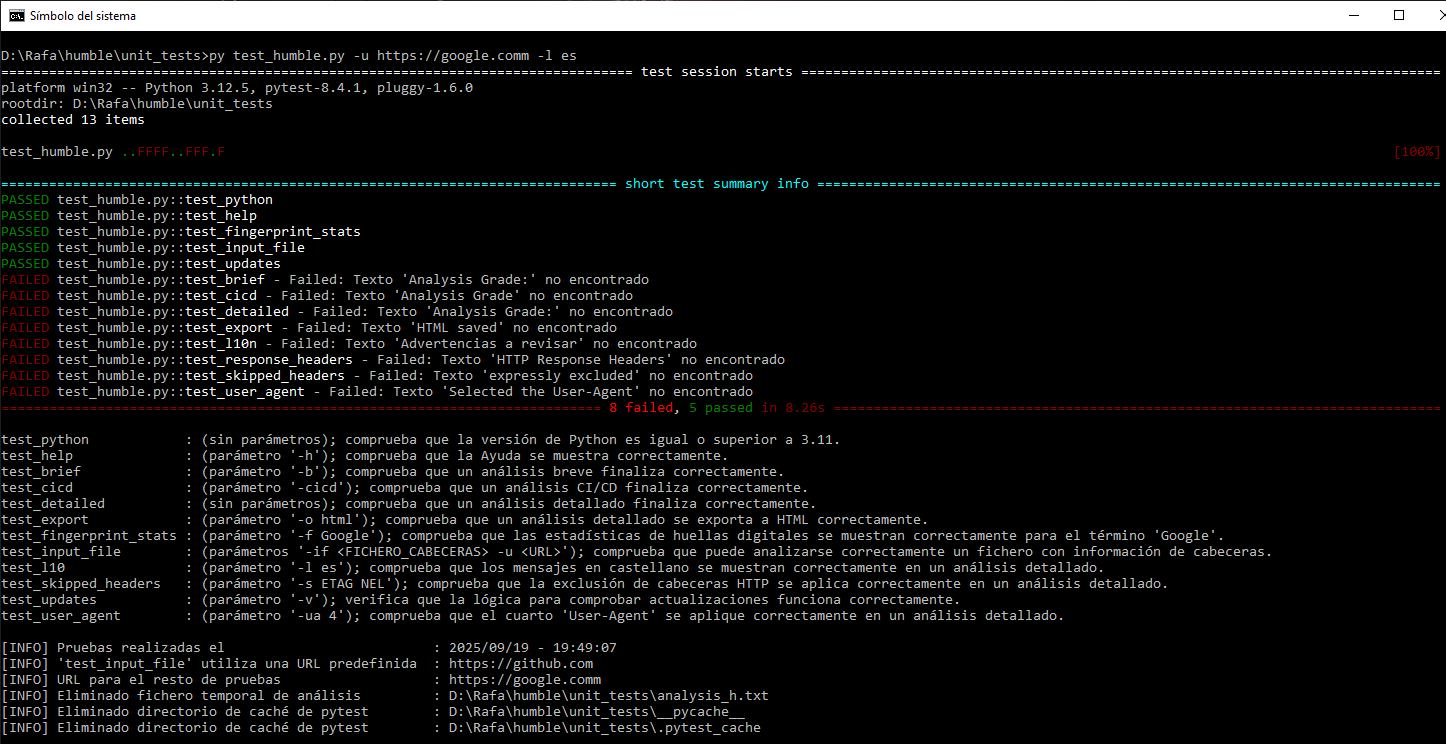 Símbolo del sistema
D:\Rafa\humble\unit_tests>py test_humble.py -u https://google.comm -l es
=============================================================================== test session starts ================================================================================
platform win32 -- Python 3.12.5, pytest-8.4.1, pluggy-1.6.0
rootdir: D:\Rafa\humble\unit_tests
collected 13 items
test_humble.py ..FFFF..FFF.F [100%]
============================================================================= short test summary info ==============================================================================
PASSED test_humble.py::test_python
PASSED test_humble.py::test_help
PASSED test_humble.py::test_fingerprint_stats
PASSED test_humble.py::test_input_file
PASSED test_humble.py::test_updates
FAILED test_humble.py::test_brief - Failed: Texto 'Analysis Grade:' no encontrado
FAILED test_humble.py::test_cicd - Failed: Texto 'Analysis Grade' no encontrado
FAILED test_humble.py::test_detailed - Failed: Texto 'Analysis Grade:' no encontrado
FAILED test_humble.py::test_export - Failed: Texto 'HTML saved' no encontrado
FAILED test_humble.py::test_l10n - Failed: Texto 'Advertencias a revisar' no encontrado
FAILED test_humble.py::test_response_headers - Failed: Texto 'HTTP Response Headers' no encontrado
FAILED test_humble.py::test_skipped_headers - Failed: Texto 'expressly excluded' no encontrado
FAILED test_humble.py::test_user_agent - Failed: Texto 'Selected the User-Agent' no encontrado
=========================================================================== 8 failed, 5 passed in 8.26s ============================================================================
test_python : (sin parámetros); comprueba que la versión de Python es igual o superior a 3.11.
test_help : (parámetro '-h'); comprueba que la Ayuda se muestra correctamente.
test_brief : (parámetro '-b'); comprueba que un análisis breve finaliza correctamente.
test_cicd : (parámetro '-cicd'); comprueba que un análisis CI/CD finaliza correctamente.
test_detailed : (sin parámetros); comprueba que un análisis detallado finaliza correctamente.
test_export : (parámetro '-o html'); comprueba que un análisis detallado se exporta a HTML correctamente.
test_fingerprint_stats : (parámetro '-f Google'); comprueba que las estadísticas de huellas digitales se muestran correctamente para el término 'Google'.
test_input_file : (parámetros '-if <FICHERO_CABECERAS> -u <URL>'); comprueba que puede analizarse correctamente un fichero con información de cabeceras.
test_l10 : (parámetro '-l es'); comprueba que los mensajes en castellano se muestran correctamente en un análisis detallado.
test_skipped_headers : (parámetro '-s ETAG NEL'); comprueba que la exclusión de cabeceras HTTP se aplica correctamente en un análisis detallado.
test_updates : (parámetro '-v'); verifica que la lógica para comprobar actualizaciones funciona correctamente.
test_user_agent : (parámetro '-ua 4'); comprueba que el cuarto 'User-Agent' se aplique correctamente en un análisis detallado.
[INFO] Pruebas realizadas el : 2025/09/19 - 19:49:07
[INFO] 'test_input_file' utiliza una URL predefinida : https://github.com
[INFO] URL para el resto de pruebas : https://google.comm
[INFO] Eliminado fichero temporal de análisis : D:\Rafa\humble\unit_tests\analysis_h.txt
[INFO] Eliminado directorio de caché de pytest : D:\Rafa\humble\unit_tests\__pycache__
[INFO] Eliminado directorio de caché de pytest : D:\Rafa\humble\unit_tests\.pytest_cache